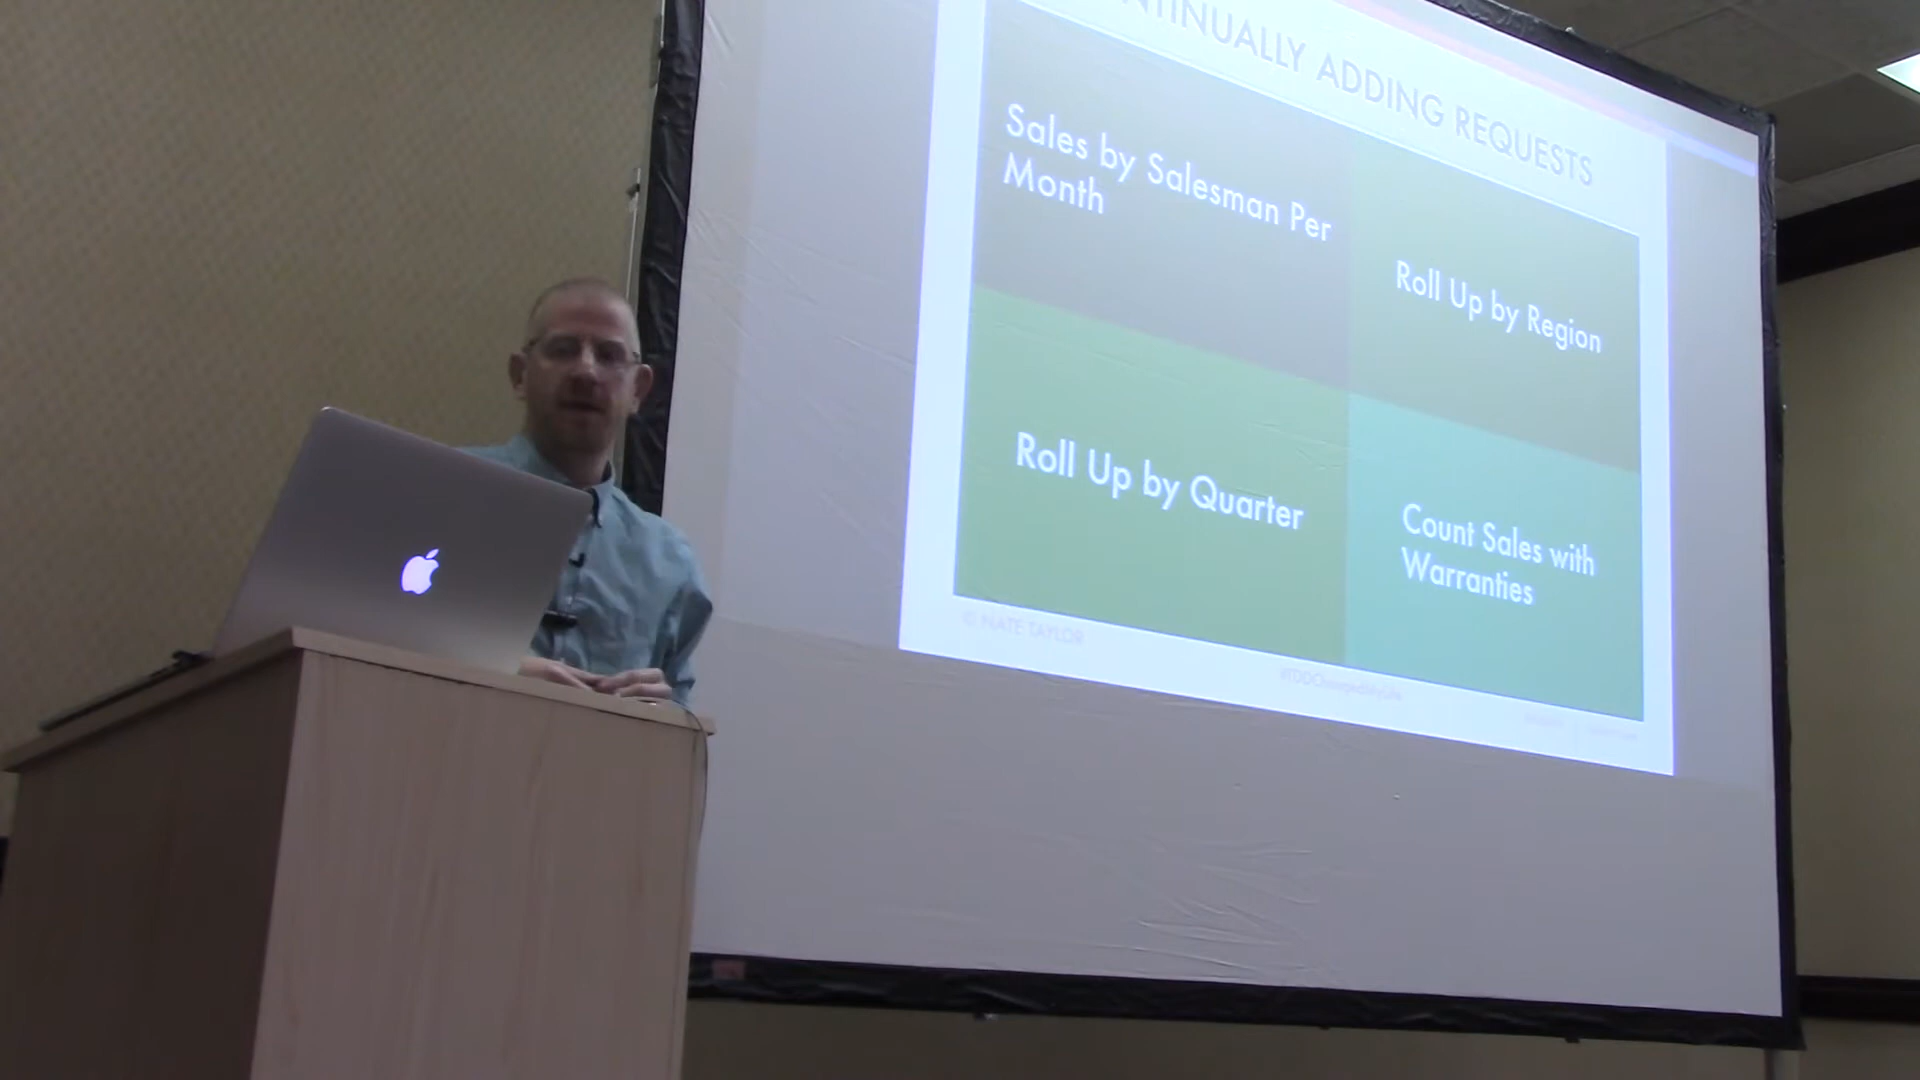 NTINUALLY ADDING REQUESTS
Sales by Salesman Per
Month
Roll Up by Region
Roll Up by Quarter
Count Sales with
Warranties
© NATE TAYLOR